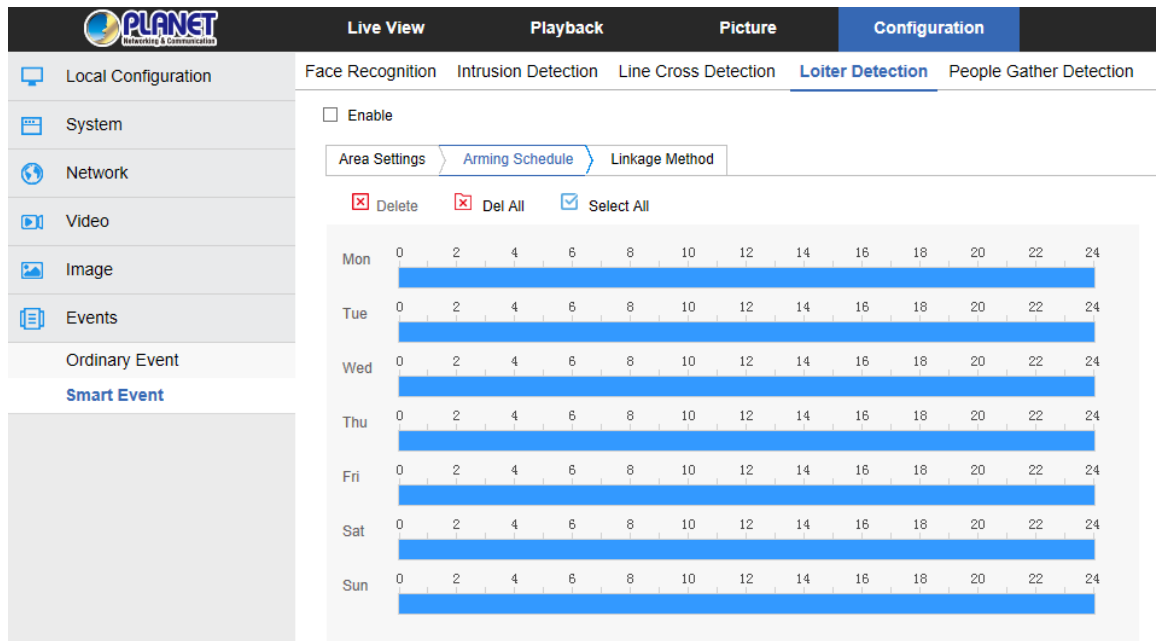 PLANET
Networking & Communication
Live View Playback Picture Configuration
Local Configuration
System
Network
Video
Image
Events
Ordinary Event
Smart Event
Face Recognition Intrusion Detection Line Cross Detection Loiter Detection People Gather Detection
Enable
Area Settings Arming Schedule Linkage Method
Delete Del All Select All
Mon 0 2 4 6 8 10 12 14 16 18 20 22 24
Tue 0 2 4 6 8 10 12 14 16 18 20 22 24
Wed 0 2 4 6 8 10 12 14 16 18 20 22 24
Thu 0 2 4 6 8 10 12 14 16 18 20 22 24
Fri 0 2 4 6 8 10 12 14 16 18 20 22 24
Sat 0 2 4 6 8 10 12 14 16 18 20 22 24
Sun 0 2 4 6 8 10 12 14 16 18 20 22 24